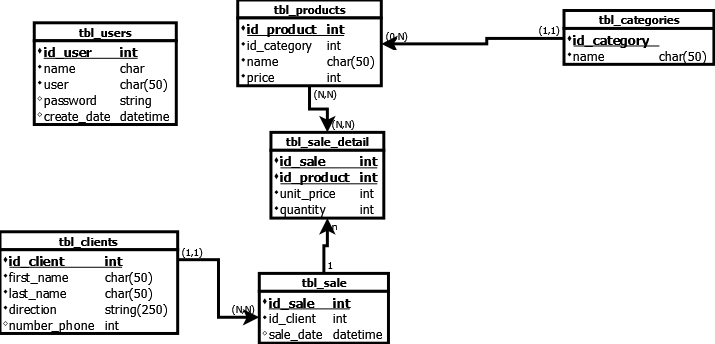 tbl_users
id_user int
name char
user char(50)
password string
create_date datetime
tbl_products
id_product int
id_category int
name char(50)
price int
(0,N)
(1,1)
tbl_categories
id_category
name char(50)
(N,N)
(N,N)
tbl_sale_detail
id_sale int
id_product int
unit_price int
quantity int
n
1
tbl_clients
id_client int
first_name char(50)
last_name char(50)
direction string(250)
number_phone int
(1,1)
(N,N)
tbl_sale
id_sale int
id_client int
sale_date datetime